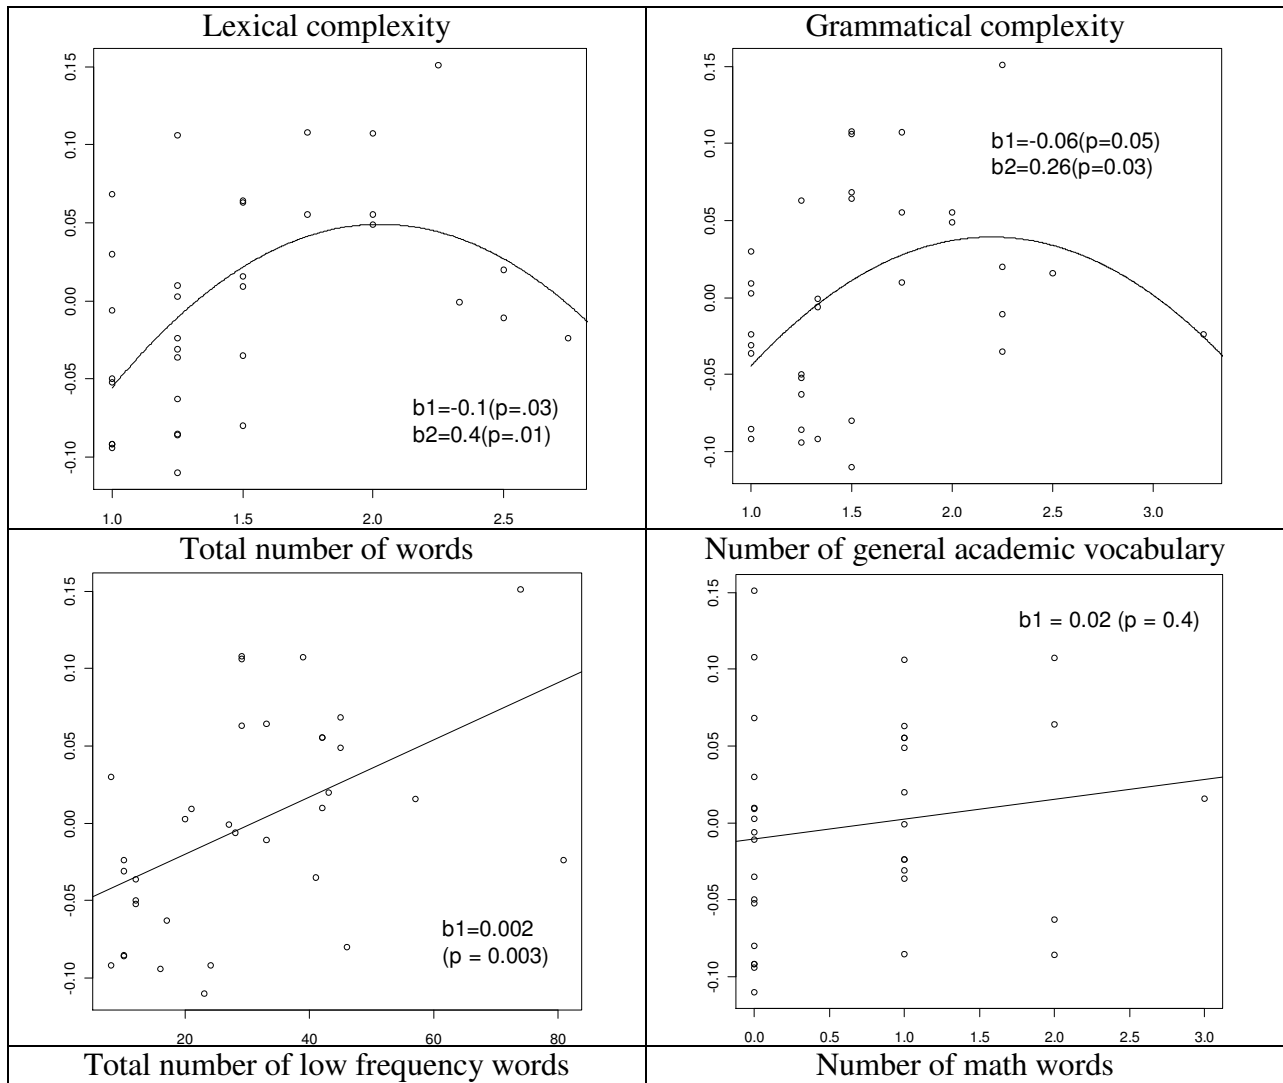 Lexical complexity
0.15
0.10
0.05
0.00
-0.05
-0.10
b1=-0.1(p=.03)
b2=0.4(p=.01)
1.0 1.5 2.0 2.5
Grammatical complexity
0.15
0.10
0.05
0.00
-0.05
-0.10
b1=-0.06(p=0.05)
b2=0.26(p=0.03)
1.0 1.5 2.0 2.5 3.0
Total number of words
0.15
0.10
0.05
0.00
-0.05
-0.10
b1=0.002
(p = 0.003)
20 40 60 80
Number of general academic vocabulary
0.15
0.10
0.05
0.00
-0.05
-0.10
b1 = 0.02 (p = 0.4)
0.0 0.5 1.0 1.5 2.0 2.5 3.0
Total number of low frequency words
Number of math words